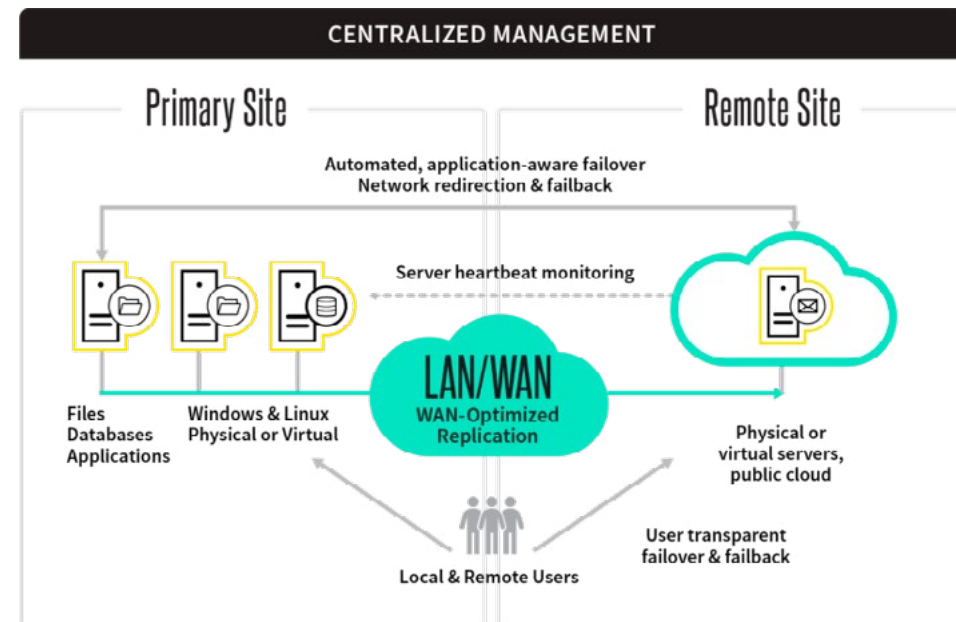 CENTRALIZED MANAGEMENT
Primary Site
Remote Site
Automated, application-aware failover
Network redirection & failback
Server heartbeat monitoring
LAN/WAN
WAN-Optimized
Replication
Files
Databases
Applications
Windows & Linux
Physical or Virtual
Physical or
virtual servers,
public cloud
User transparent
failover & failback
Local & Remote Users